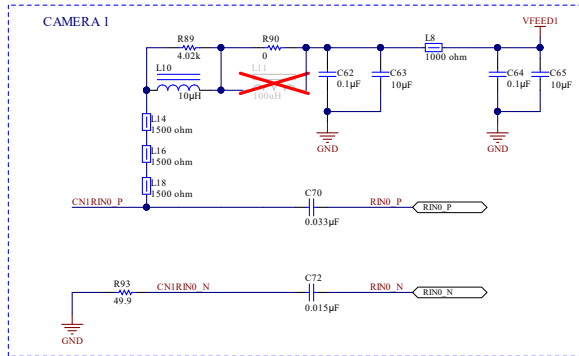 CAMERA 1
VFEED1
R89
4.02k
R90
0
L8
1000 ohm
L10
10µH
L11
100uH
C62
0.1µF
C63
10µF
C64
0.1µF
C65
10µF
GND
GND
L14
1500 ohm
L16
1500 ohm
L18
1500 ohm
CN1RIN0_P
C70
0.033µF
RIN0_P
RIN0_P
R93
49.9
CN1RIN0_N
C72
0.015µF
RIN0_N
RIN0_N
GND